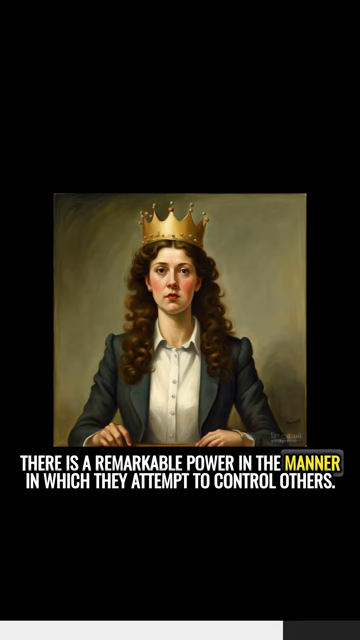 THERE IS A REMARKABLE POWER IN THE MANNER
IN WHICH THEY ATTEMPT TO CONTROL OTHERS.